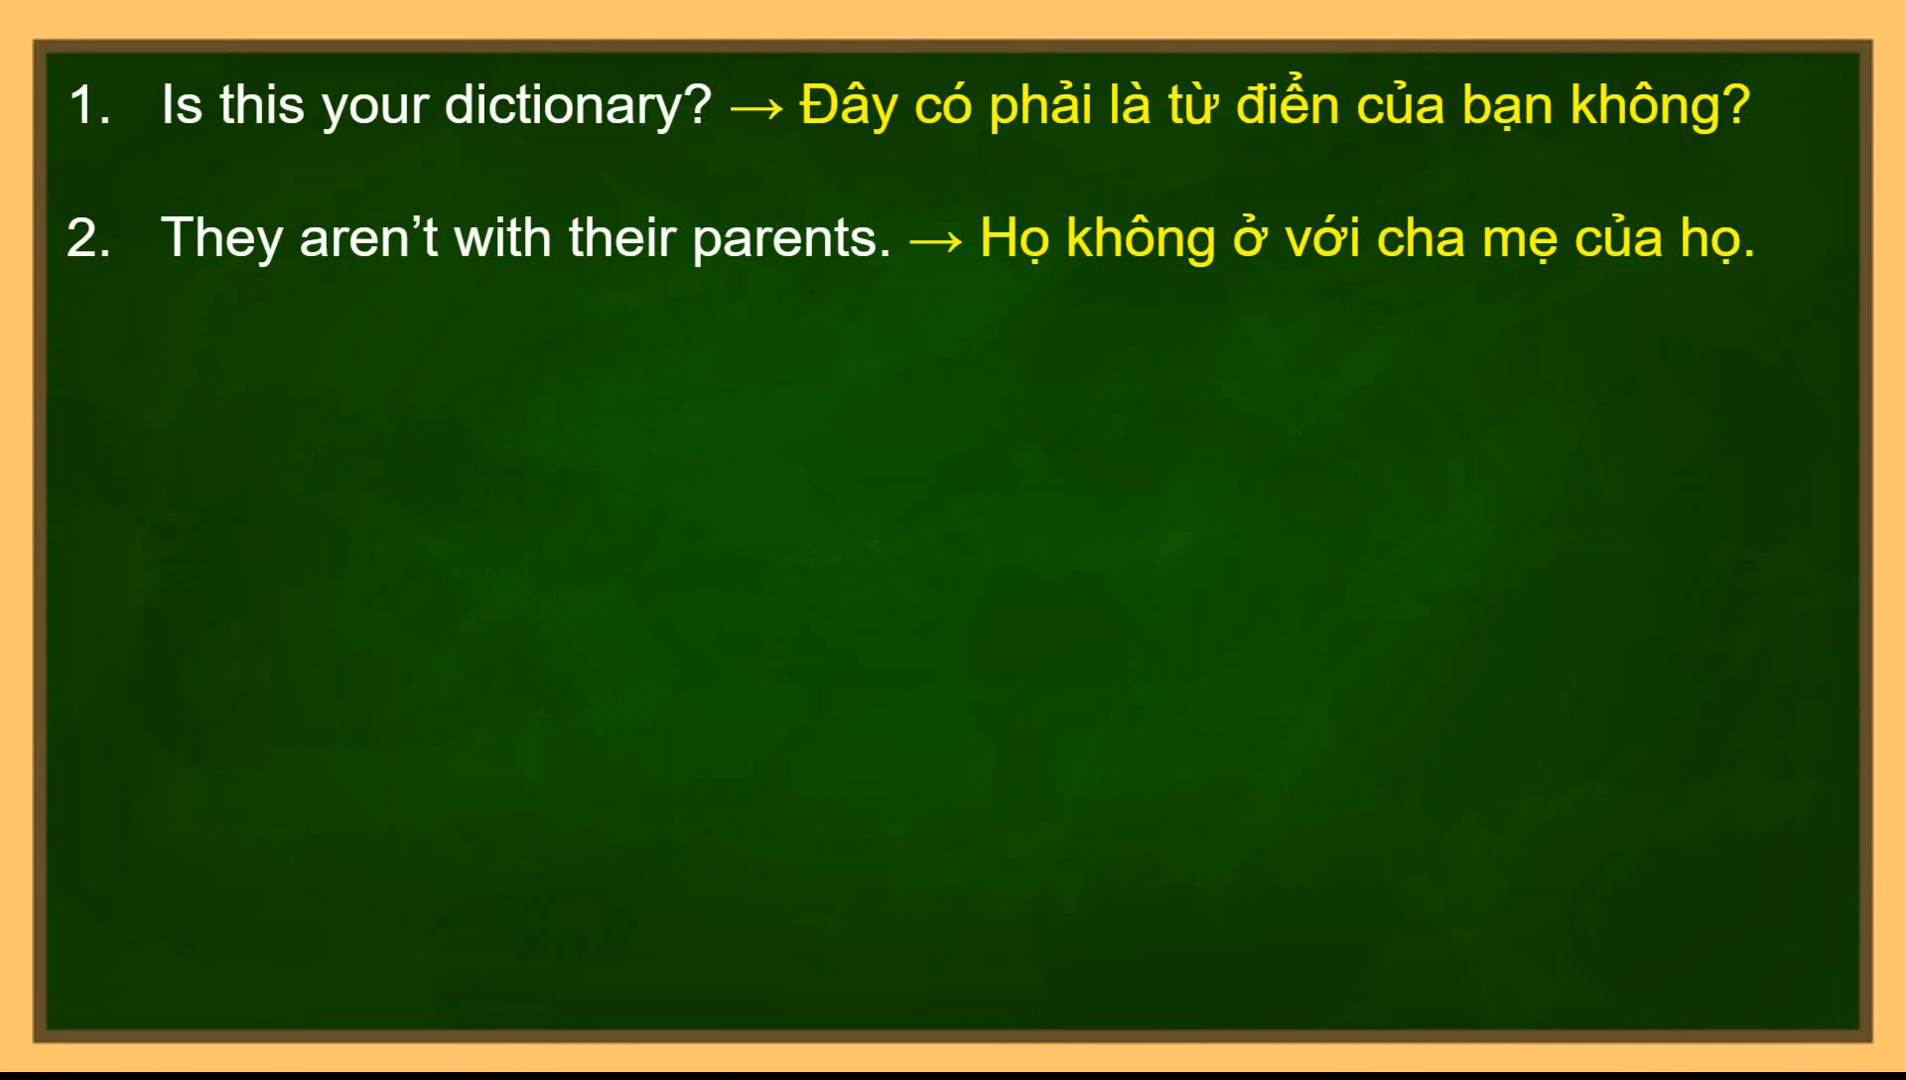 1. Is this your dictionary? → Đây có phải là từ điển của bạn không?
2. They aren’t with their parents. → Họ không ở với cha mẹ của họ.